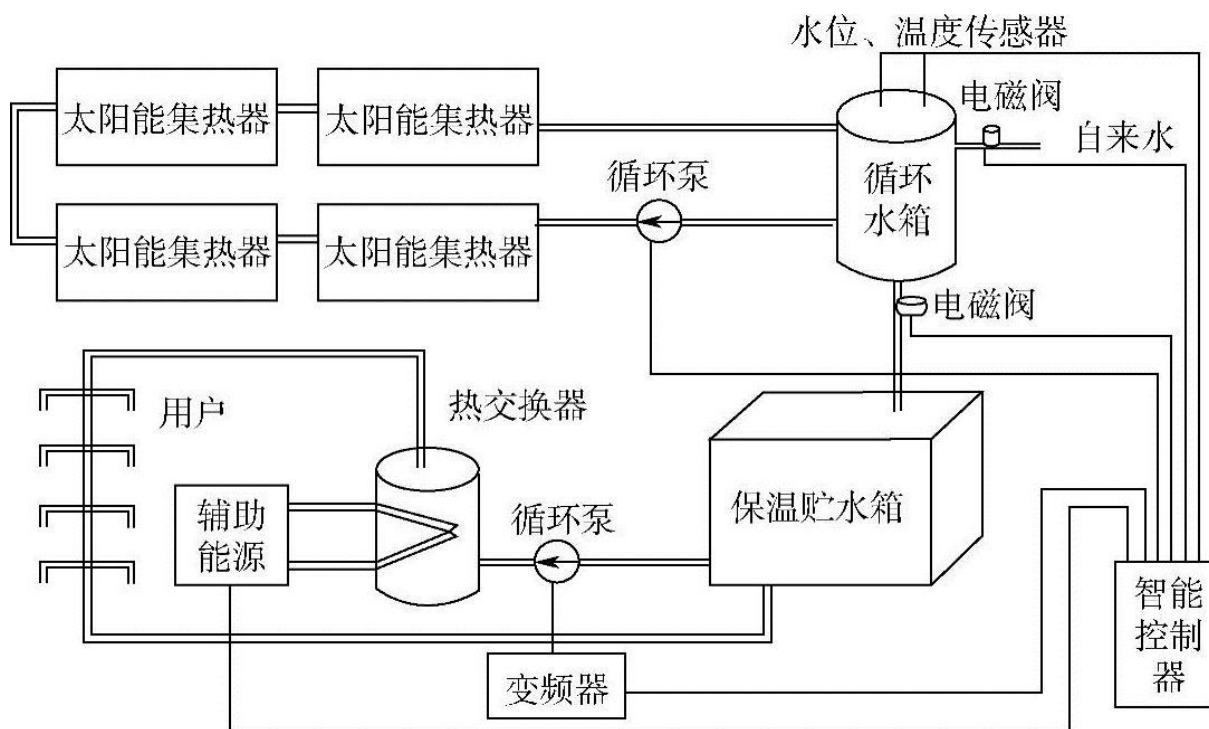 水位、温度传感器
太阳能集热器
太阳能集热器
电磁阀
自来水
循环泵
循环
水箱
太阳能集热器
太阳能集热器
电磁阀
用户
热交换器
辅助
能源
循环泵
保温贮水箱
变频器
智能
控制
器